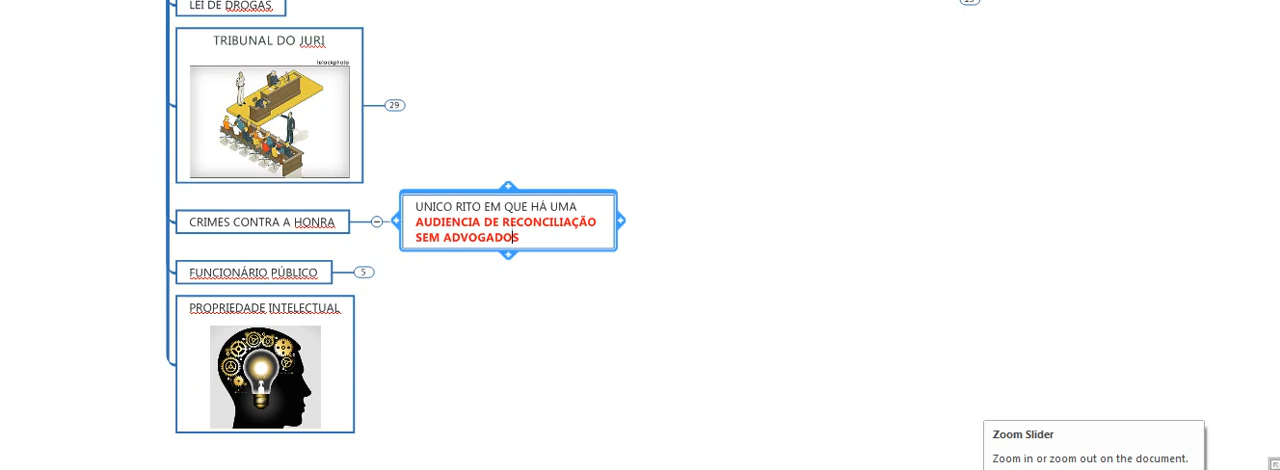 LEI DE DROGAS
TRIBUNAL DO JURI
istockphoto
29
UNICO RITO EM QUE HÁ UMA
AUDIENCIA DE RECONCILIAÇÃO
SEM ADVOGADOS
CRIMES CONTRA A HONRA
FUNCIONÁRIO PÚBLICO
5
PROPRIEDADE INTELECTUAL
Zoom Slider
Zoom in or zoom out on the document.